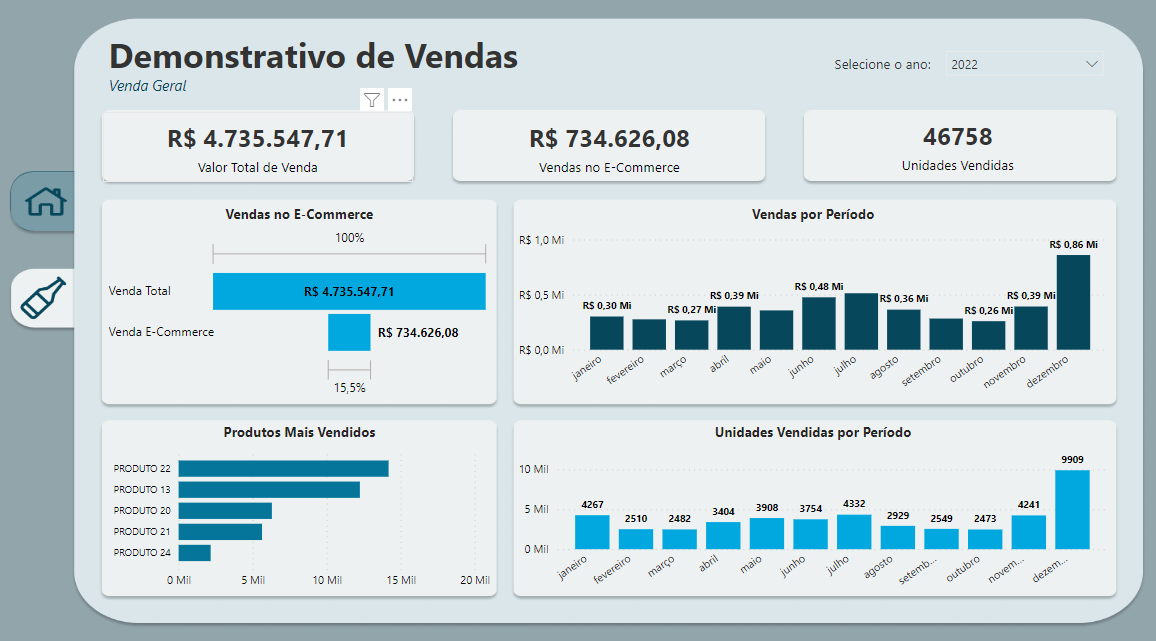 Demonstrativo de Vendas
Venda Geral
Selecione o ano: 2022
R$ 4.735.547,71
Valor Total de Venda
R$ 734.626,08
Vendas no E-Commerce
46758
Unidades Vendidas
Vendas no E-Commerce
100%
Venda Total
R$ 4.735.547,71
Venda E-Commerce
R$ 734.626,08
15,5%
Vendas por Período
R$ 1,0 Mi
R$ 0,5 Mi
R$ 0,0 Mi
R$ 0,30 Mi
R$ 0,27 Mi
R$ 0,39 Mi
R$ 0,48 Mi
R$ 0,36 Mi
R$ 0,26 Mi
R$ 0,39 Mi
R$ 0,86 Mi
janeiro
fevereiro
março
abril
maio
junho
julho
agosto
setembro
outubro
novembro
dezembro
Produtos Mais Vendidos
PRODUTO 22
PRODUTO 13
PRODUTO 20
PRODUTO 21
PRODUTO 24
0 Mil 5 Mil 10 Mil 15 Mil 20 Mil
Unidades Vendidas por Período
10 Mil
5 Mil
0 Mil
4267
2510
2482
3404
3908
3754
4332
2929
2549
2473
4241
9909
janeiro
fevereiro
março
abril
maio
junho
julho
agosto
setemb...
outubro
novem...
dezem...